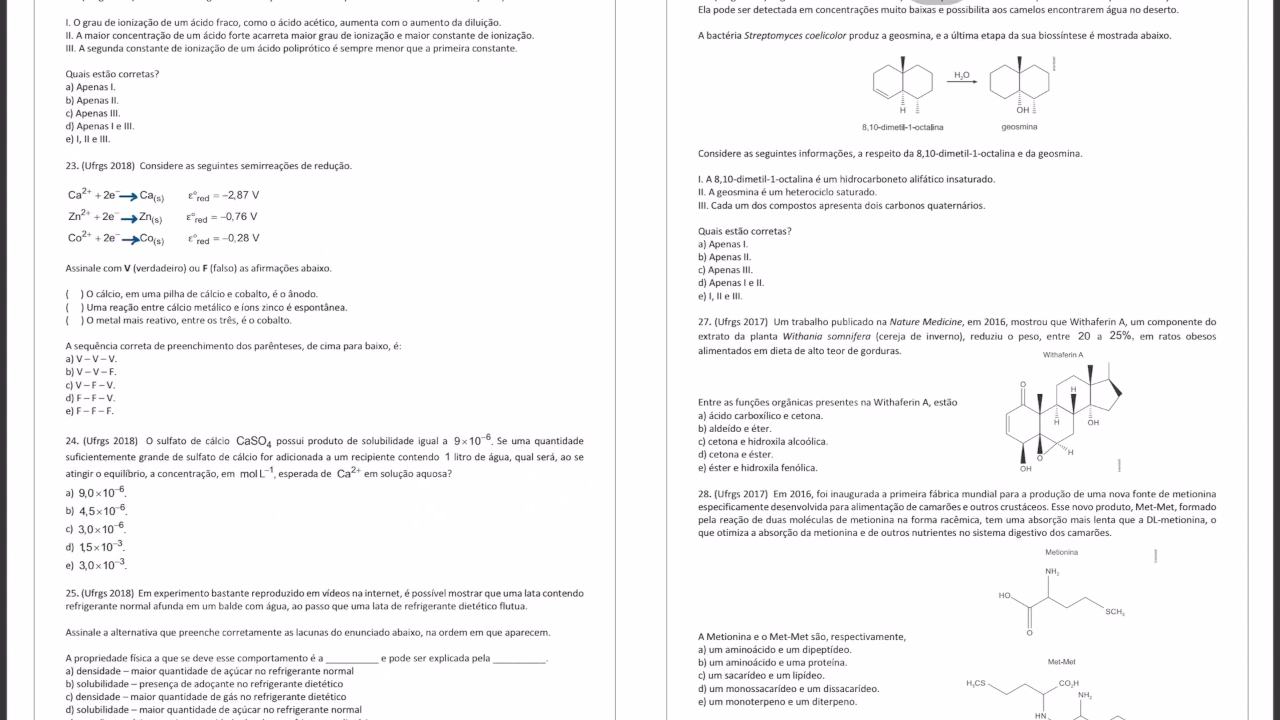 I. O grau de ionização de um ácido fraco, como o ácido acético, aumenta com o aumento da diluição.
II. A maior concentração de um ácido forte acarreta maior grau de ionização e maior constante de ionização.
III. A segunda constante de ionização de um ácido poliprótico é sempre menor que a primeira constante.
Quais estão corretas?
a) Apenas I.
b) Apenas II.
c) Apenas III.
d) Apenas I e III.
e) I, II e III.
23. (Ufrgs 2018) Considere as seguintes semirreações de redução.
Ca²⁺ + 2e⁻ → Ca(s) ε°red = −2,87 V
Zn²⁺ + 2e⁻ → Zn(s) ε°red = −0,76 V
Co²⁺ + 2e⁻ → Co(s) ε°red = −0,28 V
Assinale com V (verdadeiro) ou F (falso) as afirmações abaixo.
( ) O cálcio, em uma pilha de cálcio e cobalto, é o ânodo.
( ) Uma reação entre cálcio metálico e íons zinco é espontânea.
( ) O metal mais reativo, entre os três, é o cobalto.
A sequência correta de preenchimento dos parênteses, de cima para baixo, é:
a) V – V – V.
b) V – V – F.
c) V – F – V.
d) F – F – V.
e) F – F – F.
24. (Ufrgs 2018) O sulfato de cálcio CaSO₄ possui produto de solubilidade igual a 9×10⁻⁶. Se uma quantidade
suficientemente grande de sulfato de cálcio for adicionada a um recipiente contendo 1 litro de água, qual será, ao se
atingir o equilíbrio, a concentração, em mol L⁻¹, esperada de Ca²⁺ em solução aquosa?
a) 9,0×10⁻⁶.
b) 4,5×10⁻⁶.
c) 3,0×10⁻⁶.
d) 1,5×10⁻³.
e) 3,0×10⁻³.
25. (Ufrgs 2018) Em experimento bastante reproduzido em vídeos na internet, é possível mostrar que uma lata contendo
refrigerante normal afunda em um balde com água, ao passo que uma lata de refrigerante dietético flutua.
Assinale a alternativa que preenche corretamente as lacunas do enunciado abaixo, na ordem em que aparecem.
A propriedade física a que se deve esse comportamento é a __________ e pode ser explicada pela __________.
a) densidade – maior quantidade de açúcar no refrigerante normal
b) solubilidade – presença de adoçante no refrigerante dietético
c) densidade – maior quantidade de gás no refrigerante dietético
d) solubilidade – maior quantidade de açúcar no refrigerante normal
Ela pode ser detectada em concentrações muito baixas e possibilita aos camelos encontrarem água no deserto.
A bactéria Streptomyces coelicolor produz a geosmina, e a última etapa da sua biossíntese é mostrada abaixo.
H₂O
H
OH
8,10-dimetil-1-octalina geosmina
Considere as seguintes informações, a respeito da 8,10-dimetil-1-octalina e da geosmina.
I. A 8,10-dimetil-1-octalina é um hidrocarboneto alifático insaturado.
II. A geosmina é um heterociclo saturado.
III. Cada um dos compostos apresenta dois carbonos quaternários.
Quais estão corretas?
a) Apenas I.
b) Apenas II.
c) Apenas III.
d) Apenas I e II.
e) I, II e III.
27. (Ufrgs 2017) Um trabalho publicado na Nature Medicine, em 2016, mostrou que Withaferin A, um componente do
extrato da planta Withania somnifera (cereja de inverno), reduziu o peso, entre 20 a 25%, em ratos obesos
alimentados em dieta de alto teor de gorduras.
Withaferin A
O
H
H
OH
H
O
OH
Entre as funções orgânicas presentes na Withaferin A, estão
a) ácido carboxílico e cetona.
b) aldeído e éter.
c) cetona e hidroxila alcoólica.
d) cetona e éster.
e) éster e hidroxila fenólica.
28. (Ufrgs 2017) Em 2016, foi inaugurada a primeira fábrica mundial para a produção de uma nova fonte de metionina
especificamente desenvolvida para alimentação de camarões e outros crustáceos. Esse novo produto, Met-Met, formado
pela reação de duas moléculas de metionina na forma racêmica, tem uma absorção mais lenta que a DL-metionina, o
que otimiza a absorção da metionina e de outros nutrientes no sistema digestivo dos camarões.
Metionina
NH₂
HO
SCH₃
O
A Metionina e o Met-Met são, respectivamente,
a) um aminoácido e um dipeptídeo.
b) um aminoácido e uma proteína.
c) um sacarídeo e um lipídeo.
d) um monossacarídeo e um dissacarídeo.
e) um monoterpeno e um diterpeno.
Met-Met
H₃CS
CO₂H
NH₂
HN